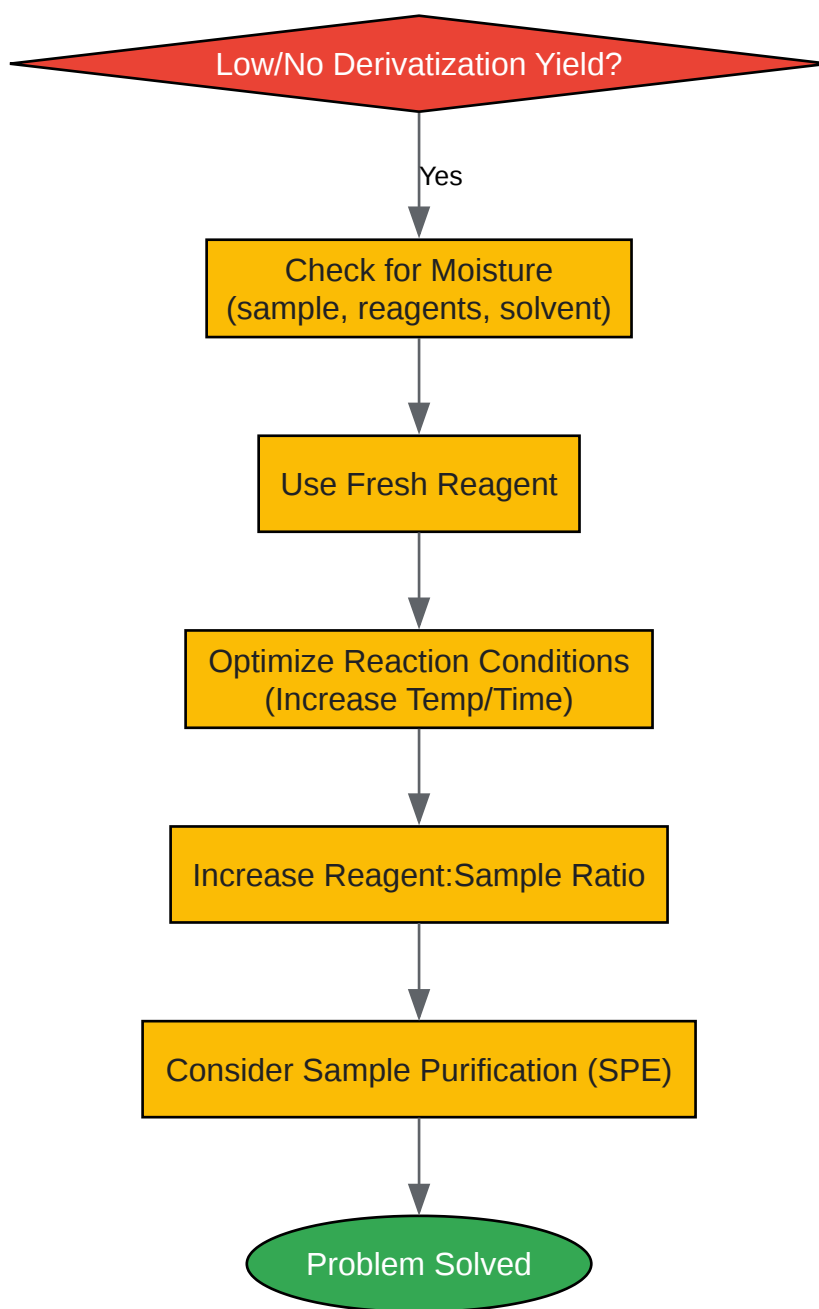 Low/No Derivatization Yield?
Yes
Check for Moisture
(sample, reagents, solvent)
Use Fresh Reagent
Optimize Reaction Conditions
(Increase Temp/Time)
Increase Reagent:Sample Ratio
Consider Sample Purification (SPE)
Problem Solved